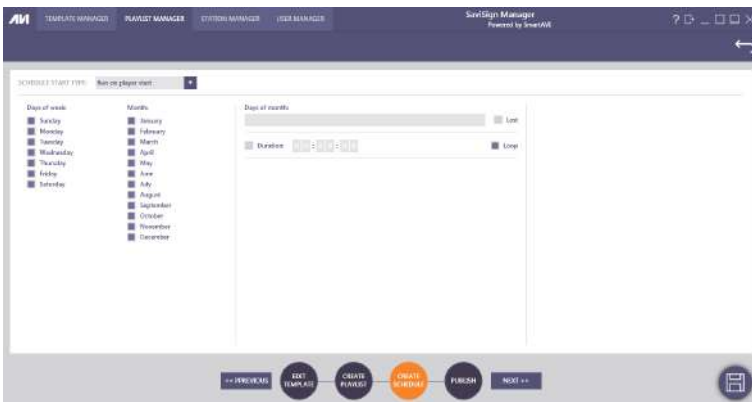 AVI TEMPLATE MANAGER PLAYLIST MANAGER STATION MANAGER USER MANAGER SaviSign Manager
Powered by SmartAVI
SCHEDULE START TYPE: Run on player start
Days of week Months Days of months
Sunday January Last
Monday February
Tuesday March Duration Loop
Wednesday April
Thursday May
Friday June
Saturday July
August
September
October
November
December
<< PREVIOUS EDIT TEMPLATE CREATE PLAYLIST CREATE SCHEDULE PUBLISH NEXT >>